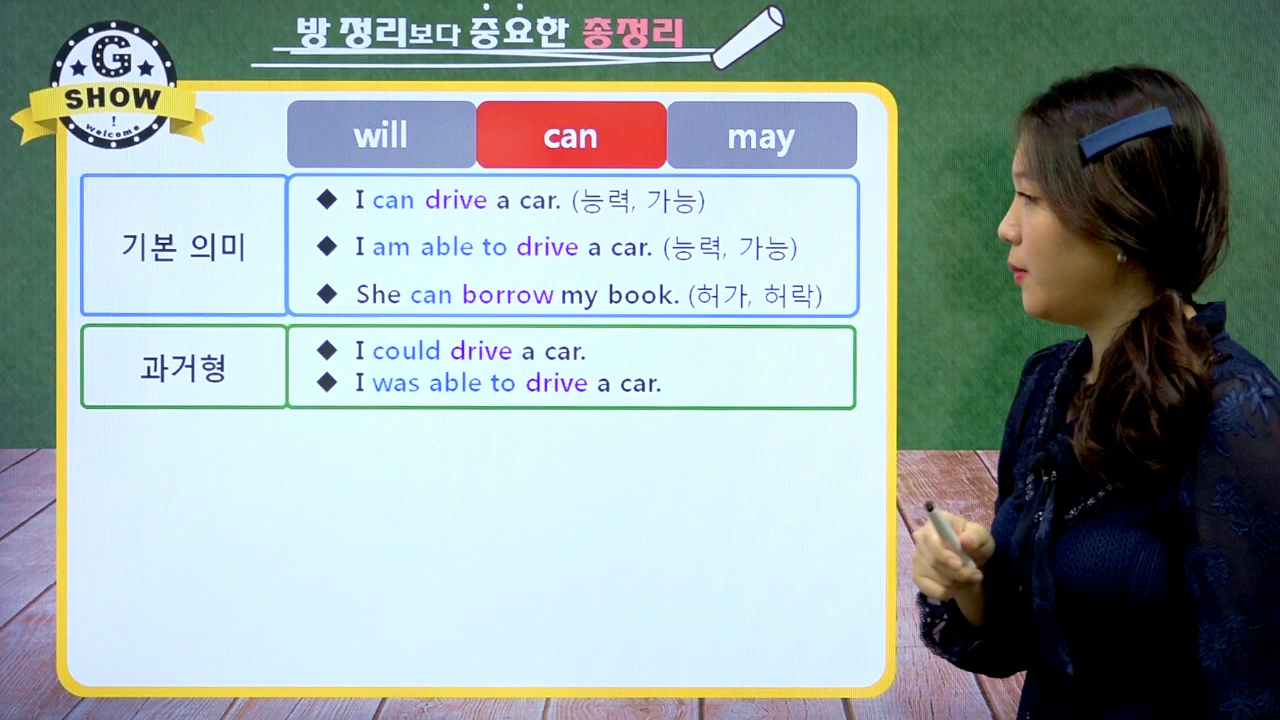 방 정리보다 중요한 총정리
G
SHOW
!
welcome
will can may
기본 의미
◆ I can drive a car. (능력, 가능)
◆ I am able to drive a car. (능력, 가능)
◆ She can borrow my book. (허가, 허락)
과거형
◆ I could drive a car.
◆ I was able to drive a car.